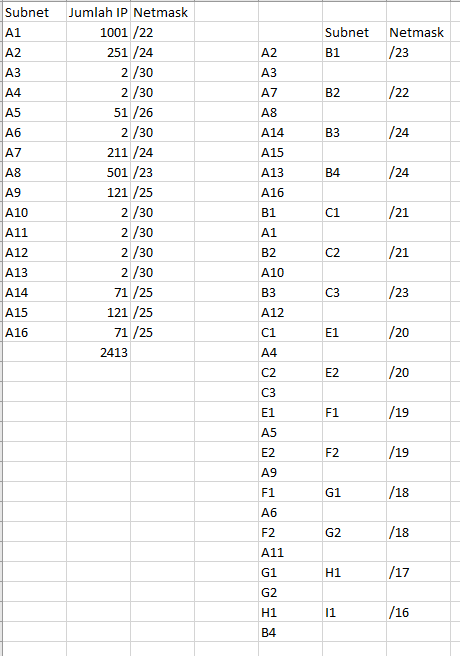 Subnet Jumlah IP Netmask
A1 1001 /22 Subnet Netmask
A2 251 /24 A2 B1 /23
A3 2 /30 A3
A4 2 /30 A7 B2 /22
A5 51 /26 A8
A6 2 /30 A14 B3 /24
A7 211 /24 A15
A8 501 /23 A13 B4 /24
A9 121 /25 A16
A10 2 /30 B1 C1 /21
A11 2 /30 A1
A12 2 /30 B2 C2 /21
A13 2 /30 A10
A14 71 /25 B3 C3 /23
A15 121 /25 A12
A16 71 /25 C1 E1 /20
2413 A4
C2 E2 /20
C3
E1 F1 /19
A5
E2 F2 /19
A9
F1 G1 /18
A6
F2 G2 /18
A11
G1 H1 /17
G2
H1 I1 /16
B4